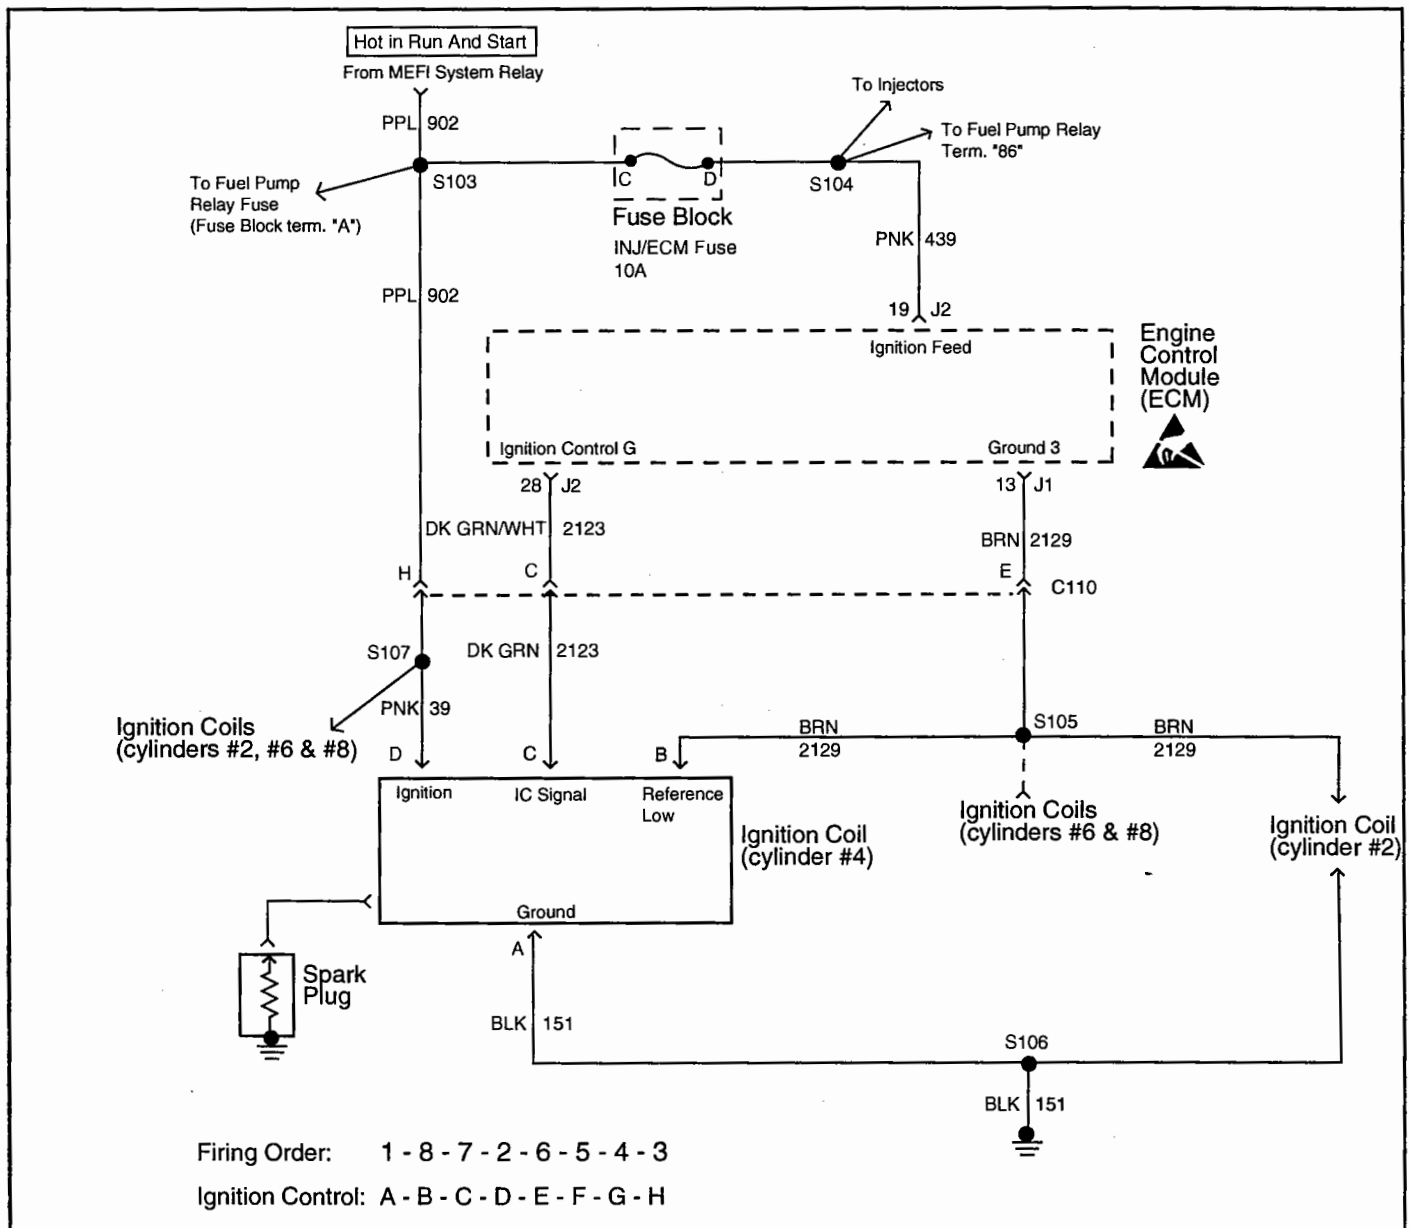 Hot in Run And Start
From MEFI System Relay
PPL 902
To Injectors
To Fuel Pump Relay
Term. "86"
S103
C D
S104
To Fuel Pump
Relay Fuse
(Fuse Block term. "A")
Fuse Block
INJ/ECM Fuse
10A
PNK 439
PPL 902
19 J2
Ignition Feed
Engine
Control
Module
(ECM)
Ignition Control G
Ground 3
28 J2
13 J1
DK GRN/WHT 2123
BRN 2129
H
C
E
C110
S107
DK GRN 2123
PNK 39
Ignition Coils
(cylinders #2, #6 & #8)
S105
BRN
2129
BRN
2129
D
C
B
Ignition
IC Signal
Reference
Low
Ignition Coil
(cylinder #4)
Ignition Coils
(cylinders #6 & #8)
Ignition Coil
(cylinder #2)
Ground
A
Spark
Plug
BLK 151
S106
BLK 151
Firing Order: 1 - 8 - 7 - 2 - 6 - 5 - 4 - 3
Ignition Control: A - B - C - D - E - F - G - H